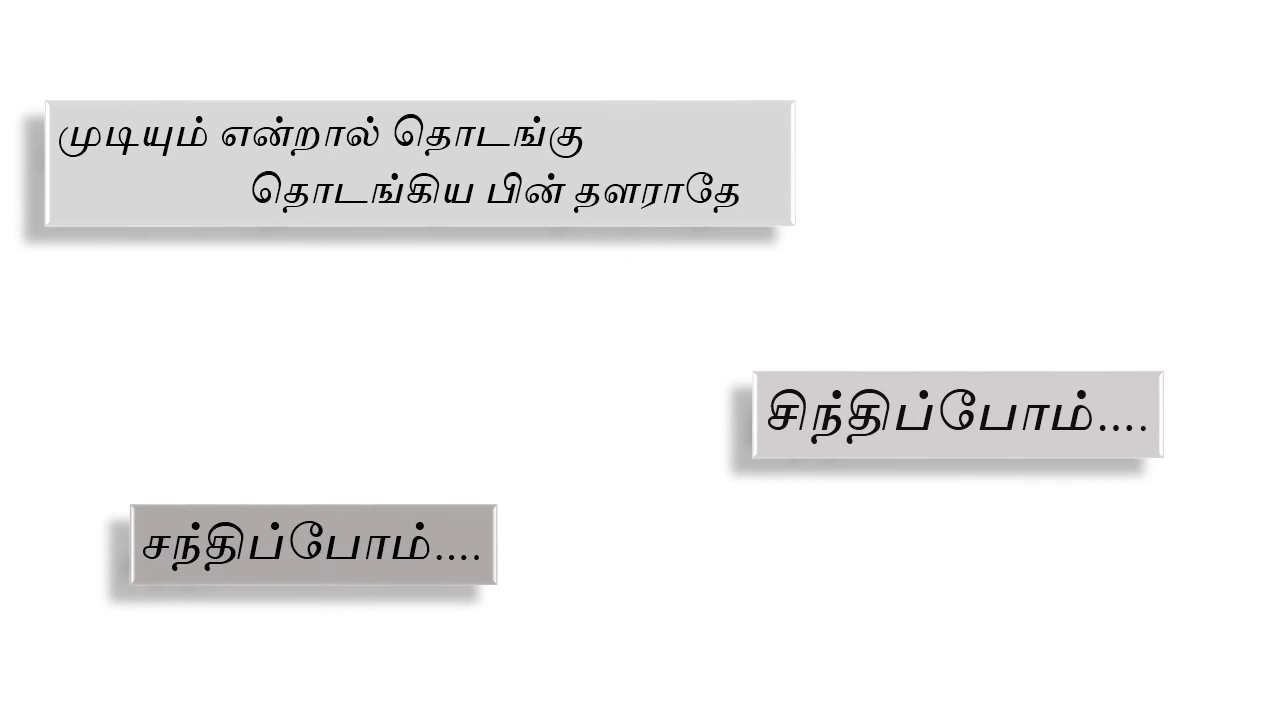 முடியும் என்றால் தொடங்கு
தொடங்கிய பின் தளராதே
சிந்திப்போம்....
சந்திப்போம்....